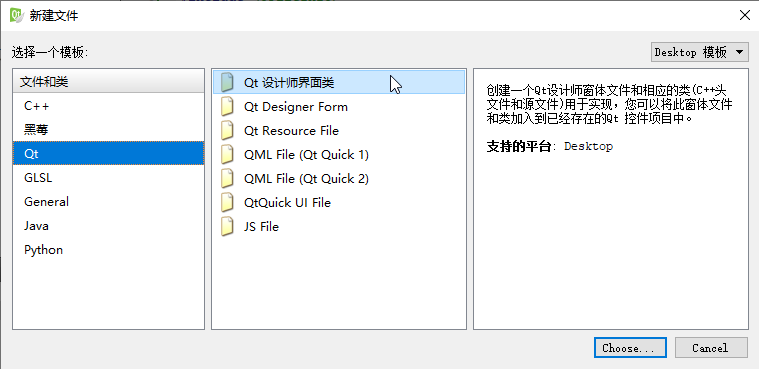 新建文件
选择一个模板:
Desktop 模板
文件和类
C++
黑莓
Qt
GLSL
General
Java
Python
Qt 设计师界面类
Qt Designer Form
Qt Resource File
QML File (Qt Quick 1)
QML File (Qt Quick 2)
QtQuick UI File
JS File
创建一个Qt设计师窗体文件和相应的类(C++头
文件和源文件)用于实现，您可以将此窗体文件
和类加入到已经存在的Qt 控件项目中。
支持的平台: Desktop
Choose...
Cancel